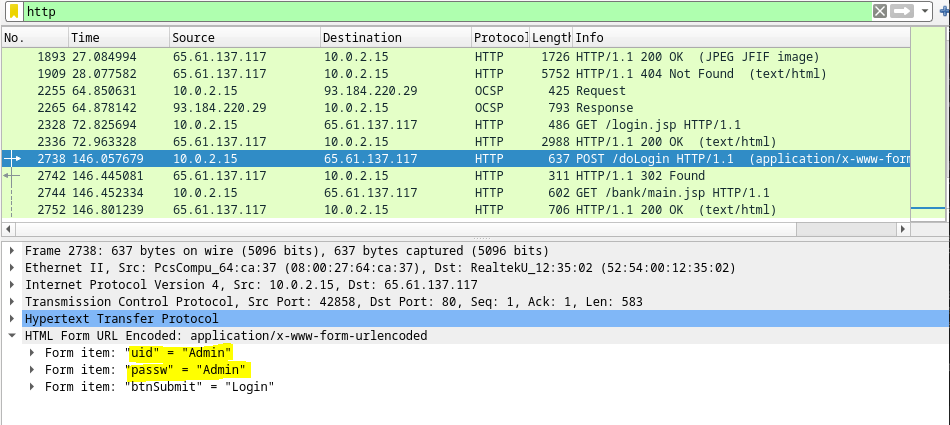 http
No. Time Source Destination Protocol Length Info
1893 27.084994 65.61.137.117 10.0.2.15 HTTP 1726 HTTP/1.1 200 OK  (JPEG JFIF image)
1909 28.077582 65.61.137.117 10.0.2.15 HTTP 5752 HTTP/1.1 404 Not Found  (text/html)
2255 64.850631 10.0.2.15 93.184.220.29 OCSP 425 Request
2265 64.878142 93.184.220.29 10.0.2.15 OCSP 793 Response
2328 72.825694 10.0.2.15 65.61.137.117 HTTP 486 GET /login.jsp HTTP/1.1
2336 72.963328 65.61.137.117 10.0.2.15 HTTP 2988 HTTP/1.1 200 OK  (text/html)
2738 146.057679 10.0.2.15 65.61.137.117 HTTP 637 POST /doLogin HTTP/1.1  (application/x-www-form
2742 146.445081 65.61.137.117 10.0.2.15 HTTP 311 HTTP/1.1 302 Found
2744 146.452334 10.0.2.15 65.61.137.117 HTTP 602 GET /bank/main.jsp HTTP/1.1
2752 146.801239 65.61.137.117 10.0.2.15 HTTP 706 HTTP/1.1 200 OK  (text/html)
Frame 2738: 637 bytes on wire (5096 bits), 637 bytes captured (5096 bits)
Ethernet II, Src: PcsCompu_64:ca:37 (08:00:27:64:ca:37), Dst: RealtekU_12:35:02 (52:54:00:12:35:02)
Internet Protocol Version 4, Src: 10.0.2.15, Dst: 65.61.137.117
Transmission Control Protocol, Src Port: 42858, Dst Port: 80, Seq: 1, Ack: 1, Len: 583
Hypertext Transfer Protocol
HTML Form URL Encoded: application/x-www-form-urlencoded
Form item: "uid" = "Admin"
Form item: "passw" = "Admin"
Form item: "btnSubmit" = "Login"